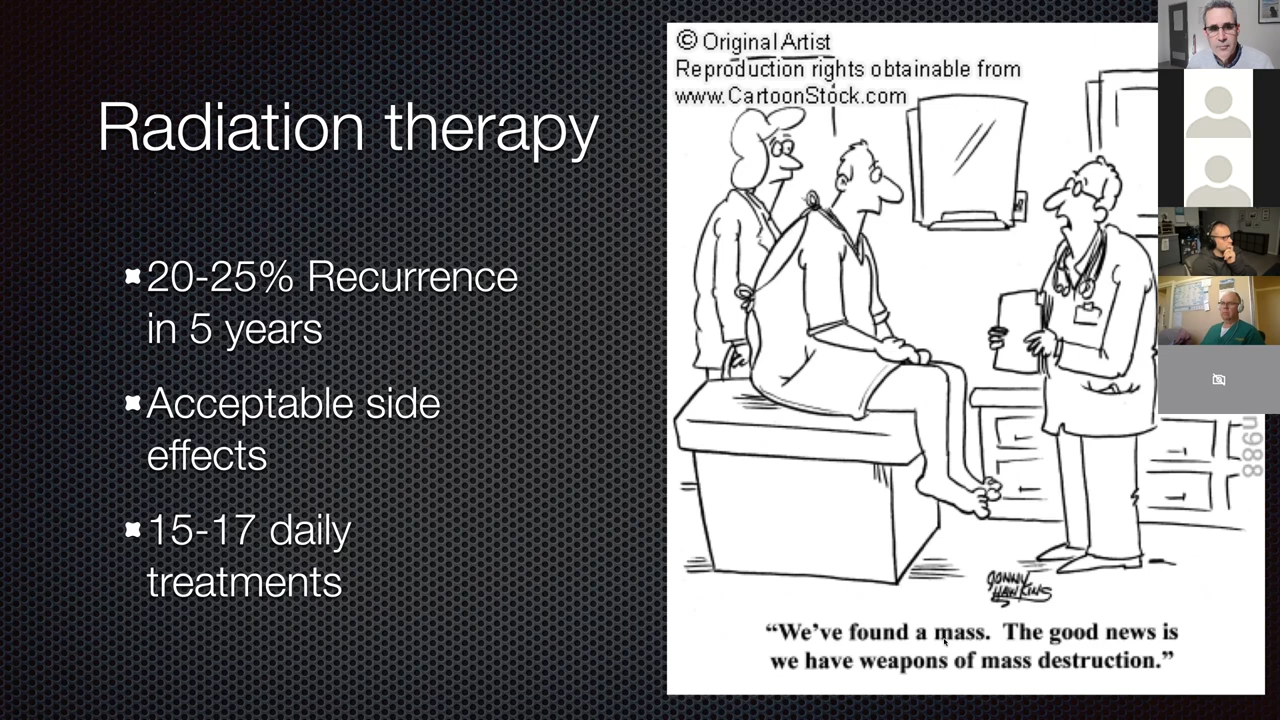 Radiation therapy
20-25% Recurrence
in 5 years
Acceptable side
effects
15-17 daily
treatments
© Original Artist
Reproduction rights obtainable from
www.CartoonStock.com
JONNY
HAWKINS
n988
“We’ve found a mass. The good news is
we have weapons of mass destruction.”